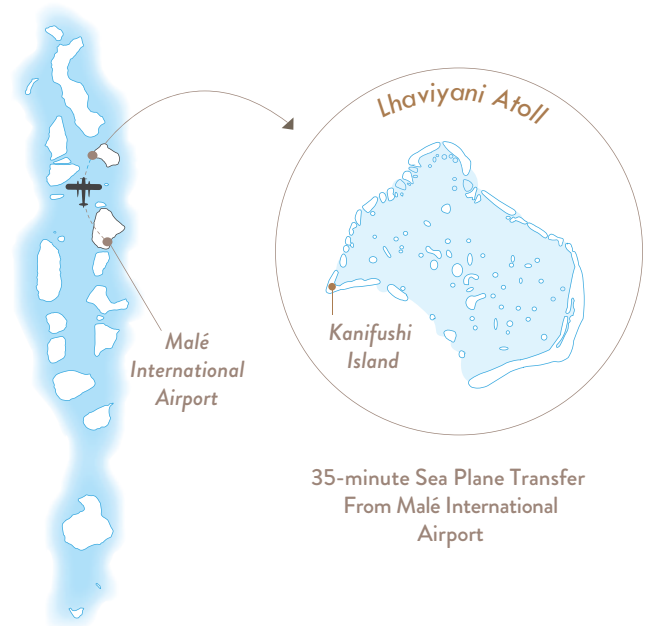 Lhaviyani Atoll
Kanifushi
Island
Malé
International
Airport
35-minute Sea Plane Transfer
From Malé International
Airport